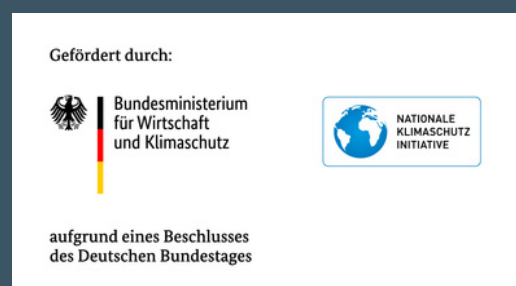 Gefördert durch:
Bundesministerium
für Wirtschaft
und Klimaschutz
NATIONALE
KLIMASCHUTZ
INITIATIVE
aufgrund eines Beschlusses
des Deutschen Bundestages